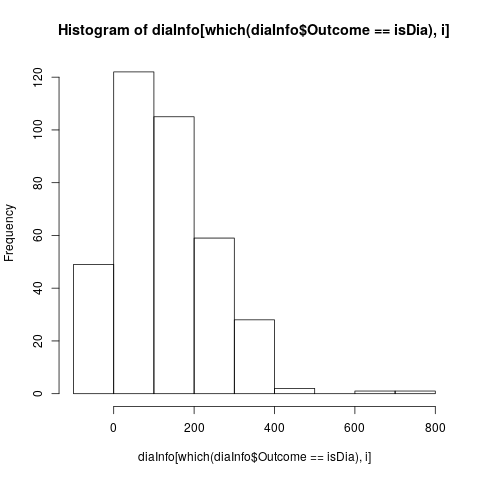 Histogram of diaInfo[which(diaInfo$Outcome == isDia), i]
Frequency
120
100
80
60
40
20
0
0 200 400 600 800
diaInfo[which(diaInfo$Outcome == isDia), i]